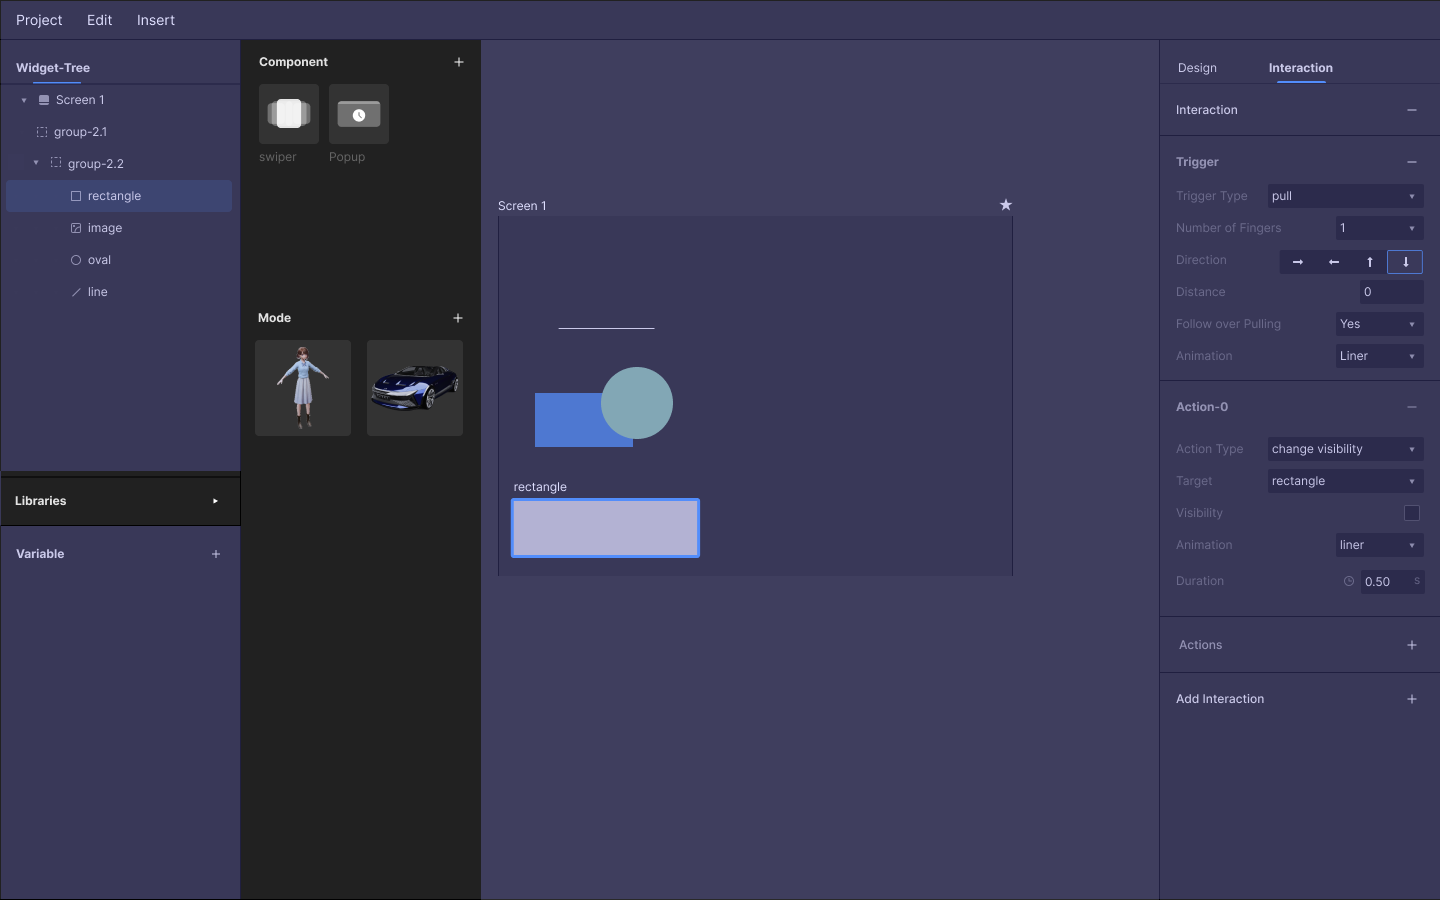 Project Edit Insert
Widget-Tree
Screen 1
group-2.1
group-2.2
rectangle
image
oval
line
Libraries
Variable
Component
swiper Popup
Mode
Screen 1
rectangle
Design Interaction
Interaction
Trigger
Trigger Type pull
Number of Fingers 1
Direction
Distance 0
Follow over Pulling Yes
Animation Liner
Action-0
Action Type change visibility
Target rectangle
Visibility
Animation liner
Duration 0.50 s
Actions
Add Interaction